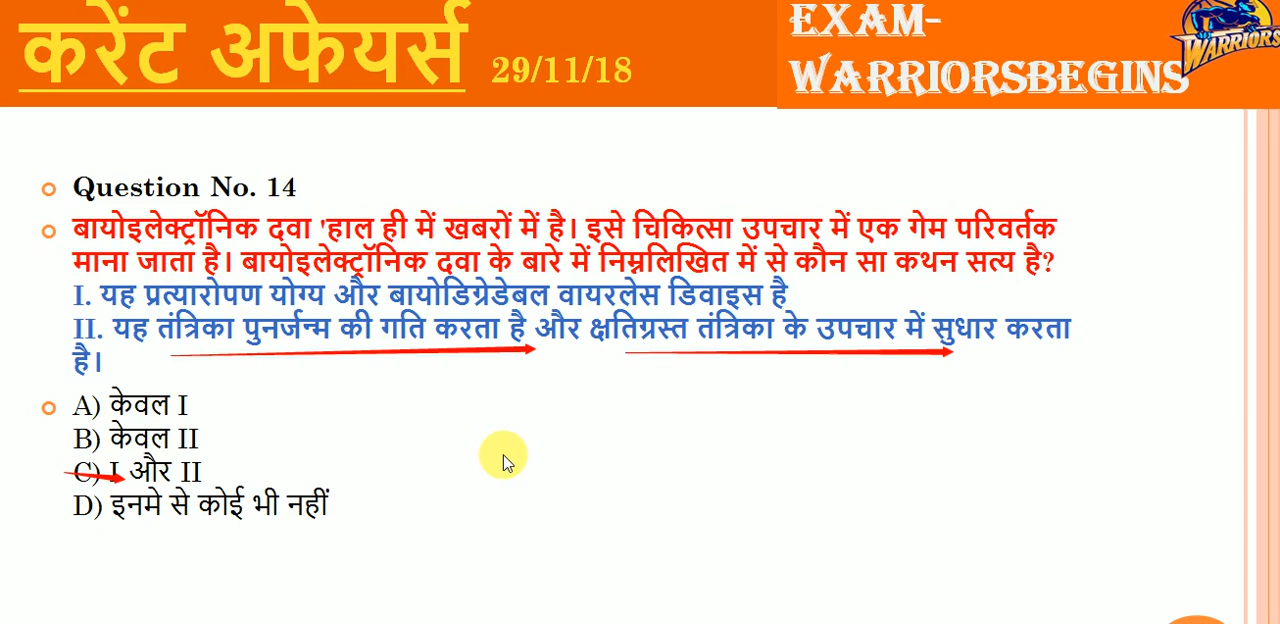 करेंट अफेयर्स 29/11/18
EXAM-
WARRIORSBEGINS
WARRIORS
Question No. 14
बायोइलेक्ट्रॉनिक दवा 'हाल ही में खबरों में है। इसे चिकित्सा उपचार में एक गेम परिवर्तक
माना जाता है। बायोइलेक्ट्रॉनिक दवा के बारे में निम्नलिखित में से कौन सा कथन सत्य है?
I. यह प्रत्यारोपण योग्य और बायोडिग्रेडेबल वायरलेस डिवाइस है
II. यह तंत्रिका पुनर्जन्म की गति करता है और क्षतिग्रस्त तंत्रिका के उपचार में सुधार करता
है।
A) केवल I
B) केवल II
C) I और II
D) इनमे से कोई भी नहीं